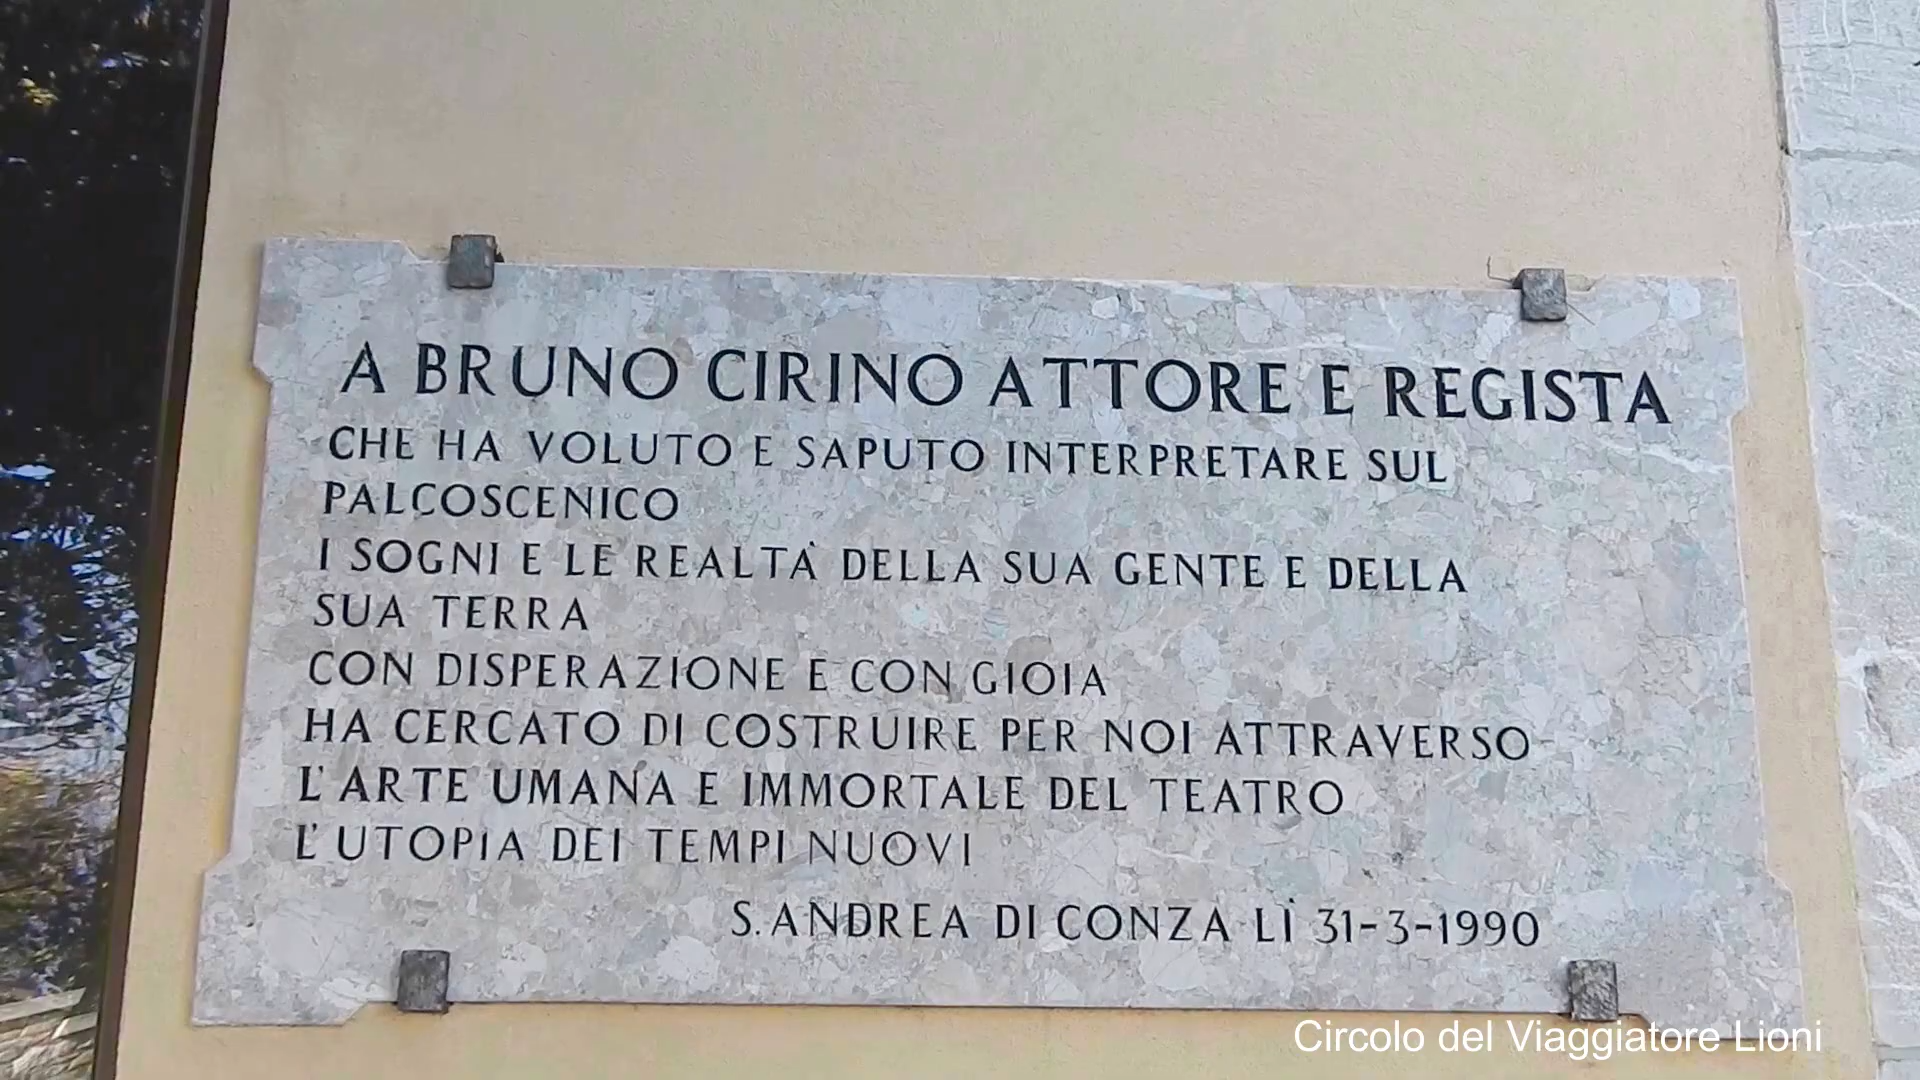 A BRUNO CIRINO ATTORE E REGISTA
CHE HA VOLUTO E SAPUTO INTERPRETARE SUL
PALCOSCENICO
I SOGNI E LE REALTÀ DELLA SUA GENTE E DELLA
SUA TERRA
CON DISPERAZIONE E CON GIOIA
HA CERCATO DI COSTRUIRE PER NOI ATTRAVERSO
L'ARTE UMANA E IMMORTALE DEL TEATRO
L'UTOPIA DEI TEMPI NUOVI
S. ANDREA DI CONZA LÌ 31-3-1990
Circolo del Viaggiatore Lioni